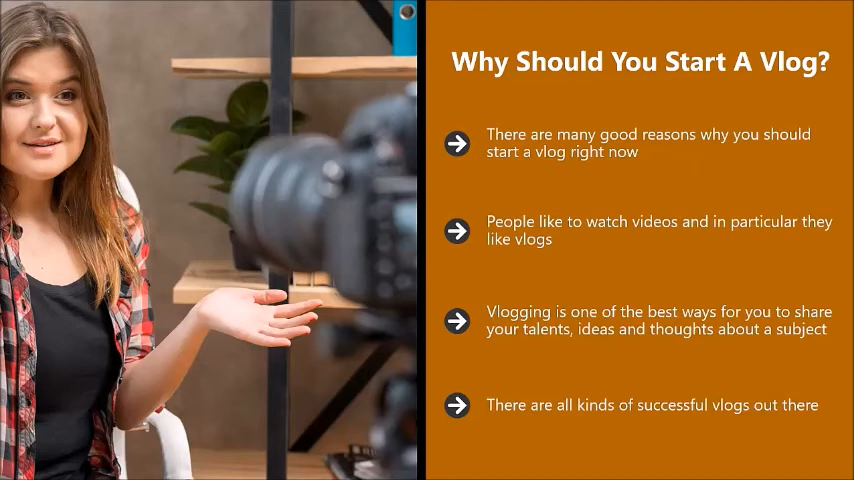 Why Should You Start A Vlog?
There are many good reasons why you should
start a vlog right now
People like to watch videos and in particular they
like vlogs
Vlogging is one of the best ways for you to share
your talents, ideas and thoughts about a subject
There are all kinds of successful vlogs out there